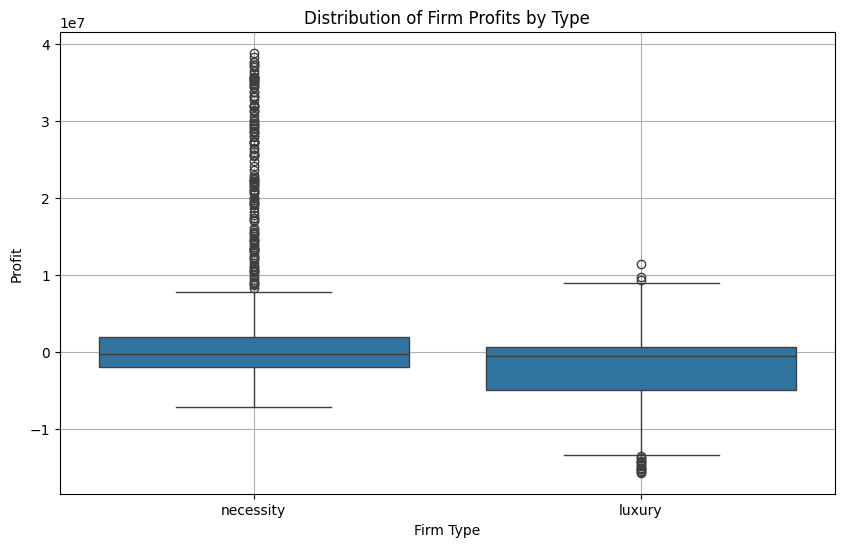 Distribution of Firm Profits by Type
1e7
4
3
2
1
0
−1
Profit
necessity
luxury
Firm Type